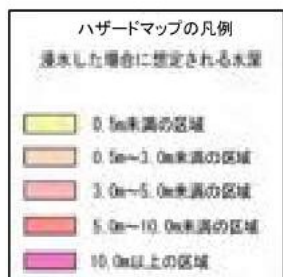 ハザードマップの凡例
浸水した場合に想定される水深
0.5m未満の区域
0.5m～3.0m未満の区域
3.0m～5.0m未満の区域
5.0m～10.0m未満の区域
10.0m以上の区域